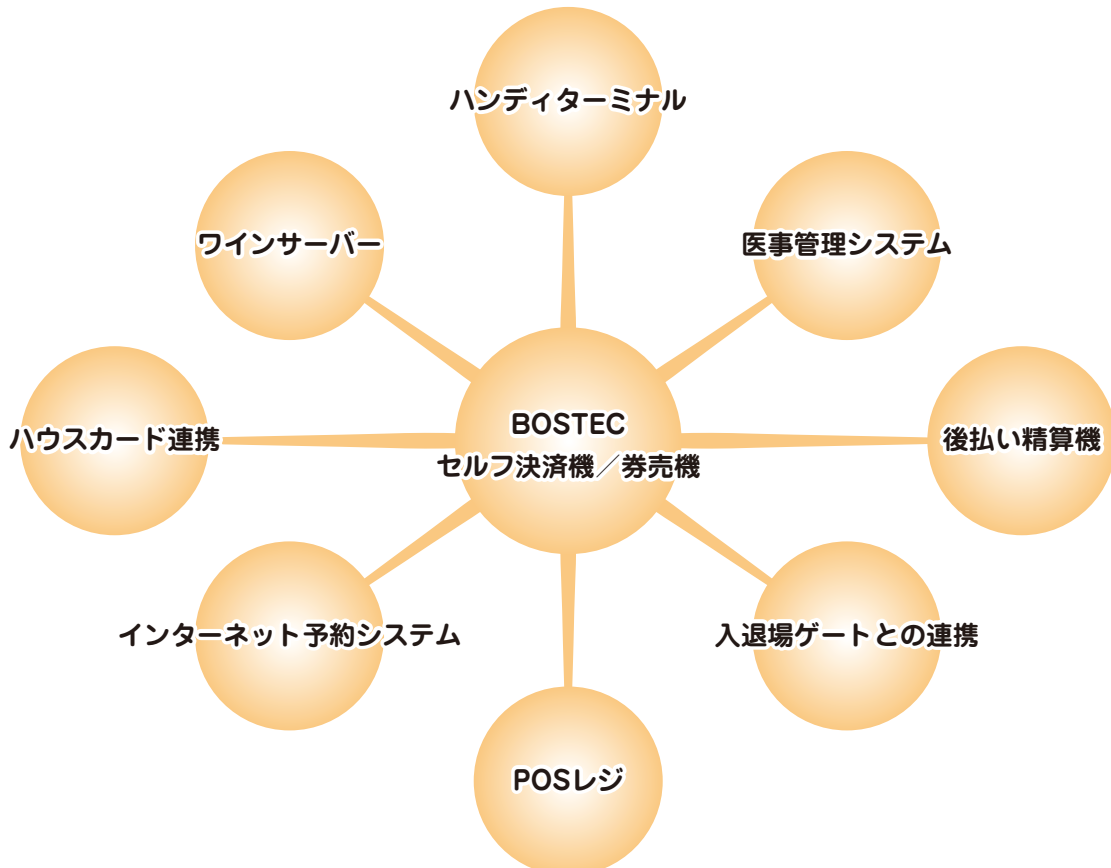 ハンディターミナル
ワインサーバー
医事管理システム
ハウスカード連携
BOSTEC
セルフ決済機／券売機
後払い精算機
インターネット予約システム
入退場ゲートとの連携
POSレジ